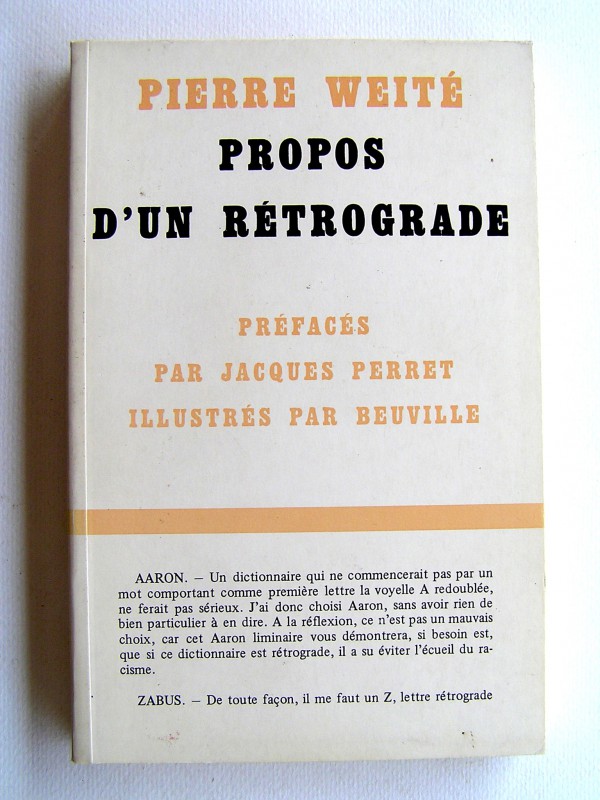 PIERRE WEITÉ
PROPOS
D'UN RÉTROGRADE
PRÉFACÉS
PAR JACQUES PERRET
ILLUSTRÉS PAR BEUVILLE
AARON. — Un dictionnaire qui ne commencerait pas par un
mot comportant comme première lettre la voyelle A redoublée,
ne ferait pas sérieux. J'ai donc choisi Aaron, sans avoir rien de
bien particulier à en dire. A la réflexion, ce n'est pas un mauvais
choix, car cet Aaron liminaire vous démontrera, si besoin est,
que si ce dictionnaire est rétrograde, il a su éviter l'écueil du ra-
cisme.
ZABUS. — De toute façon, il me faut un Z, lettre rétrograde